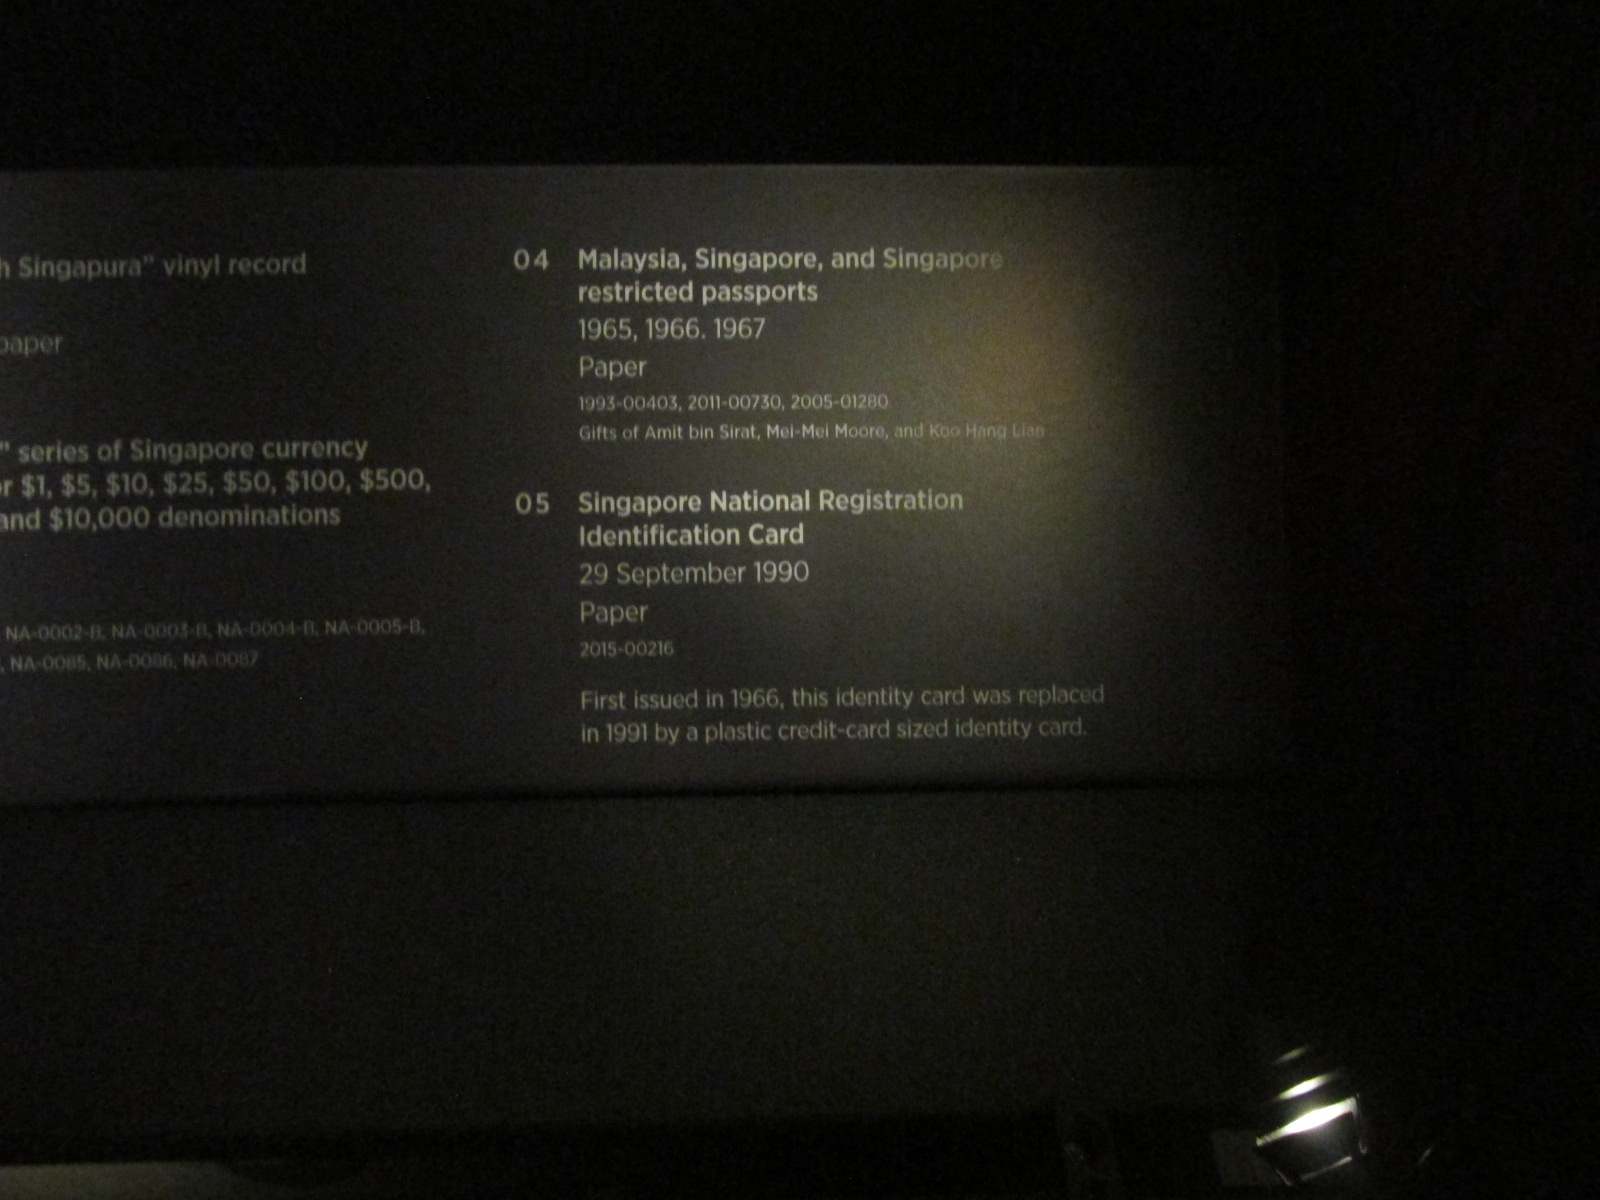 h Singapura" vinyl record
paper
" series of Singapore currency
r $1, $5, $10, $25, $50, $100, $500,
and $10,000 denominations
NA-0002-B, NA-0003-B, NA-0004-B, NA-0005-B,
, NA-0085, NA-0086, NA-0087
04 Malaysia, Singapore, and Singapore
restricted passports
1965, 1966. 1967
Paper
1993-00403, 2011-00730, 2005-01280
Gifts of Amit bin Sirat, Mei-Mei Moore, and Koo Hang Lian
05 Singapore National Registration
Identification Card
29 September 1990
Paper
2015-00216
First issued in 1966, this identity card was replaced
in 1991 by a plastic credit-card sized identity card.